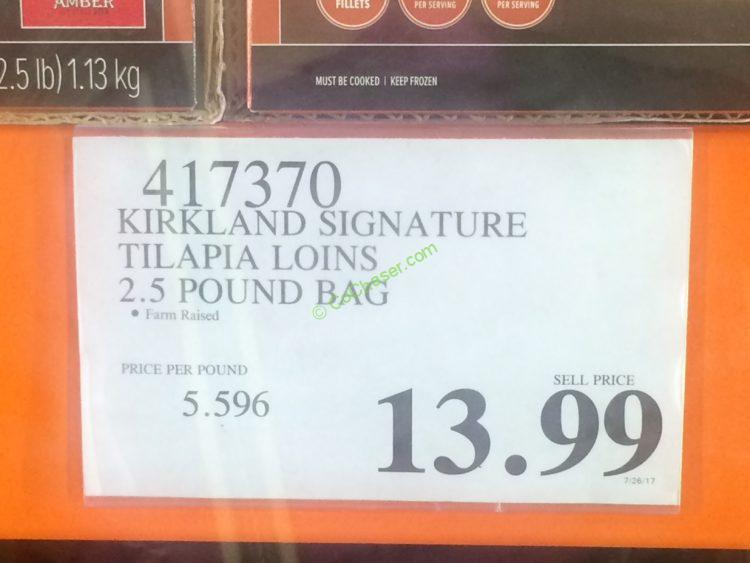 AMBER
2.5 lb) 1.13 kg
FILLETS
PER SERVING
PER SERVING
MUST BE COOKED | KEEP FROZEN
417370
KIRKLAND SIGNATURE
TILAPIA LOINS
2.5 POUND BAG
• Farm Raised
© CoChaser.com
PRICE PER POUND
5.596
SELL PRICE
13.99
7/26/17